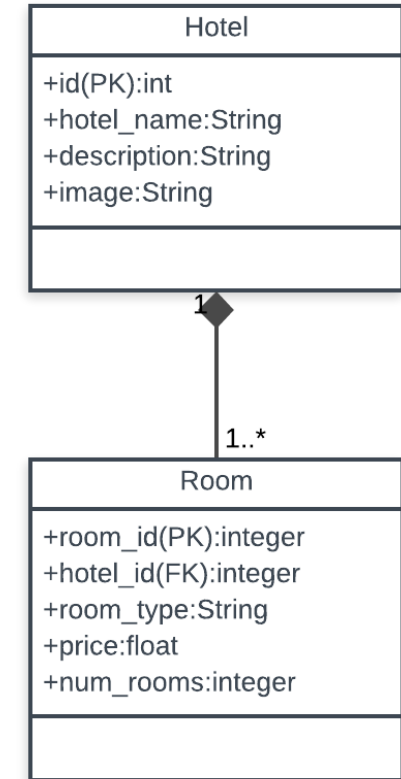 Hotel
+id(PK):int
+hotel_name:String
+description:String
+image:String
1
1..*
Room
+room_id(PK):integer
+hotel_id(FK):integer
+room_type:String
+price:float
+num_rooms:integer